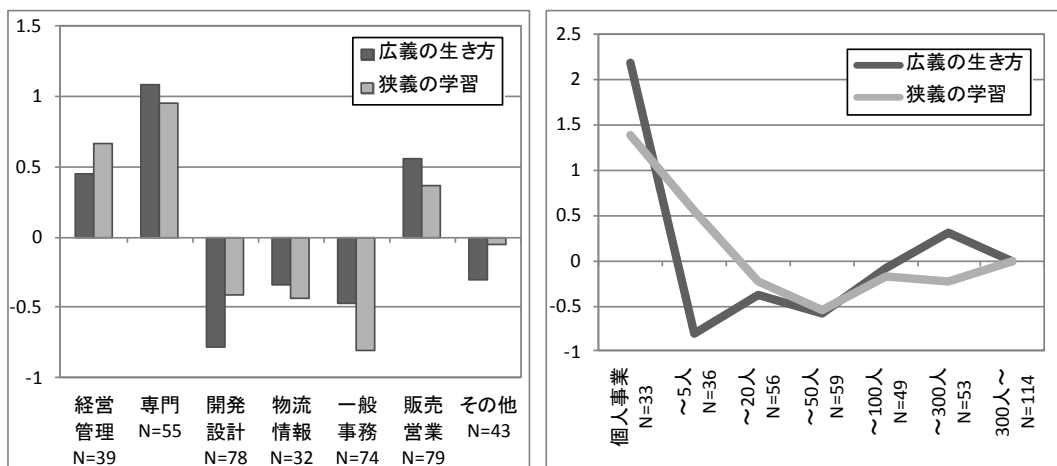 1.5
1
0.5
0
-0.5
-1
広義の生き方
狭義の学習
経営管理 N=39
専門 N=55
開発設計 N=78
物流情報 N=32
一般事務 N=74
販売営業 N=79
その他 N=43
2.5
2
1.5
1
0.5
0
-0.5
-1
広義の生き方
狭義の学習
個人事業 N=33
～5人 N=36
～20人 N=56
～50人 N=59
～100人 N=49
～300人 N=53
300人～ N=114